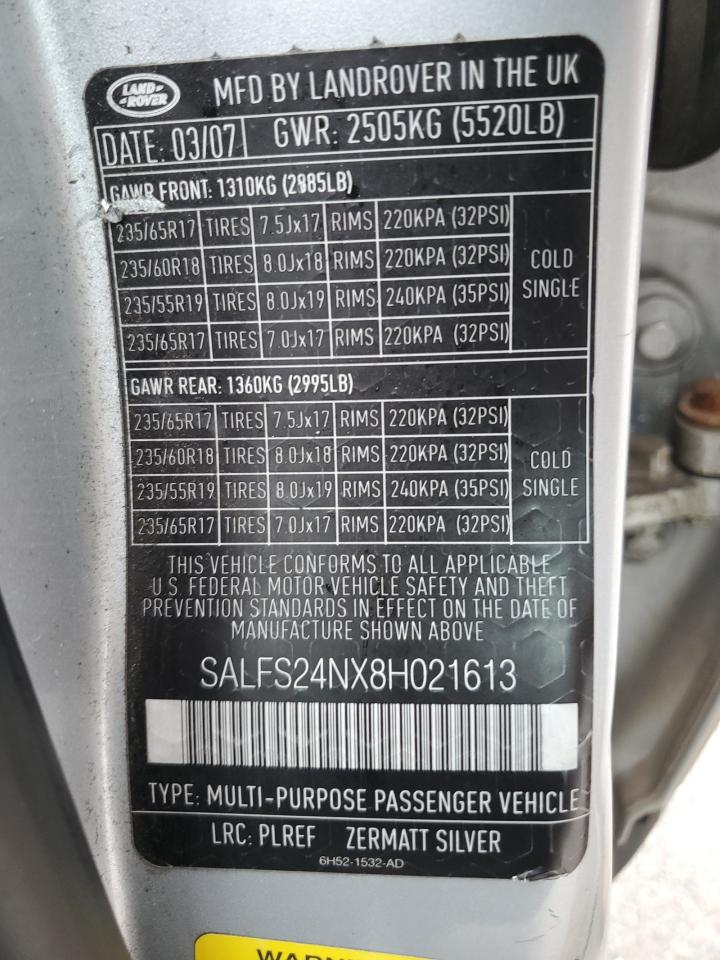 LAND-
-ROVER
MFD BY LANDROVER IN THE UK
DATE: 03/07 GWR: 2505KG (5520LB)
GAWR FRONT: 1310KG (2885LB)
235/65R17 TIRES 7.5Jx17 RIMS 220KPA (32PSI)
235/60R18 TIRES 8.0Jx18 RIMS 220KPA (32PSI)
235/55R19 TIRES 8.0Jx19 RIMS 240KPA (35PSI)
235/65R17 TIRES 7.0Jx17 RIMS 220KPA (32PSI)
COLD
SINGLE
GAWR REAR: 1360KG (2995LB)
235/65R17 TIRES 7.5Jx17 RIMS 220KPA (32PSI)
235/60R18 TIRES 8.0Jx18 RIMS 220KPA (32PSI)
235/55R19 TIRES 8.0Jx19 RIMS 240KPA (35PSI)
235/65R17 TIRES 7.0Jx17 RIMS 220KPA (32PSI)
COLD
SINGLE
THIS VEHICLE CONFORMS TO ALL APPLICABLE
U.S. FEDERAL MOTOR VEHICLE SAFETY AND THEFT
PREVENTION STANDARDS IN EFFECT ON THE DATE OF
MANUFACTURE SHOWN ABOVE
SALFS24NX8H021613
TYPE: MULTI-PURPOSE PASSENGER VEHICLE
LRC: PLREF ZERMATT SILVER
6H52-1532-AD